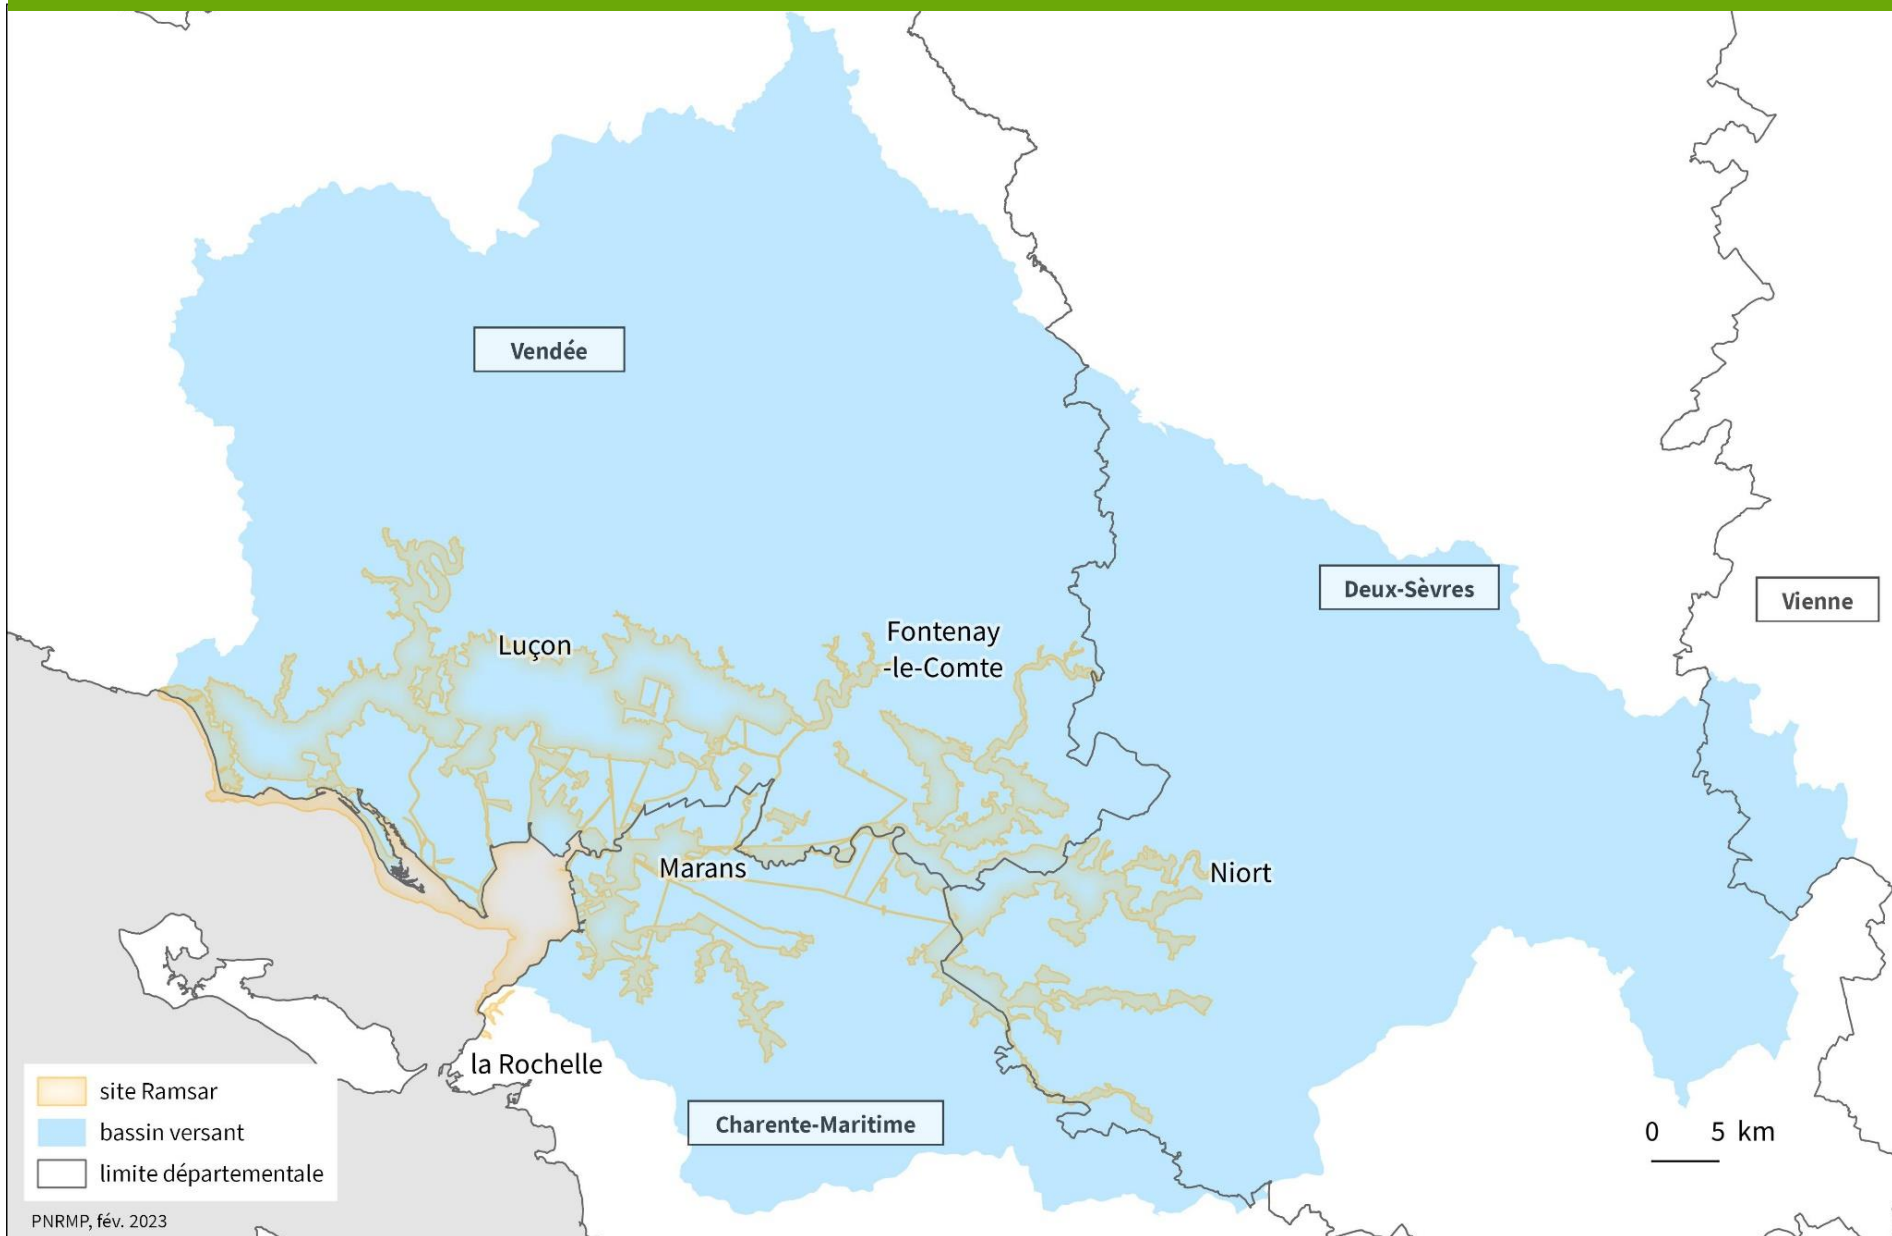 Vendée
Deux-Sèvres
Vienne
Luçon
Fontenay
-le-Comte
Marans
Niort
la Rochelle
Charente-Maritime
site Ramsar
bassin versant
limite départementale
0 5 km
PNRMP, fév. 2023